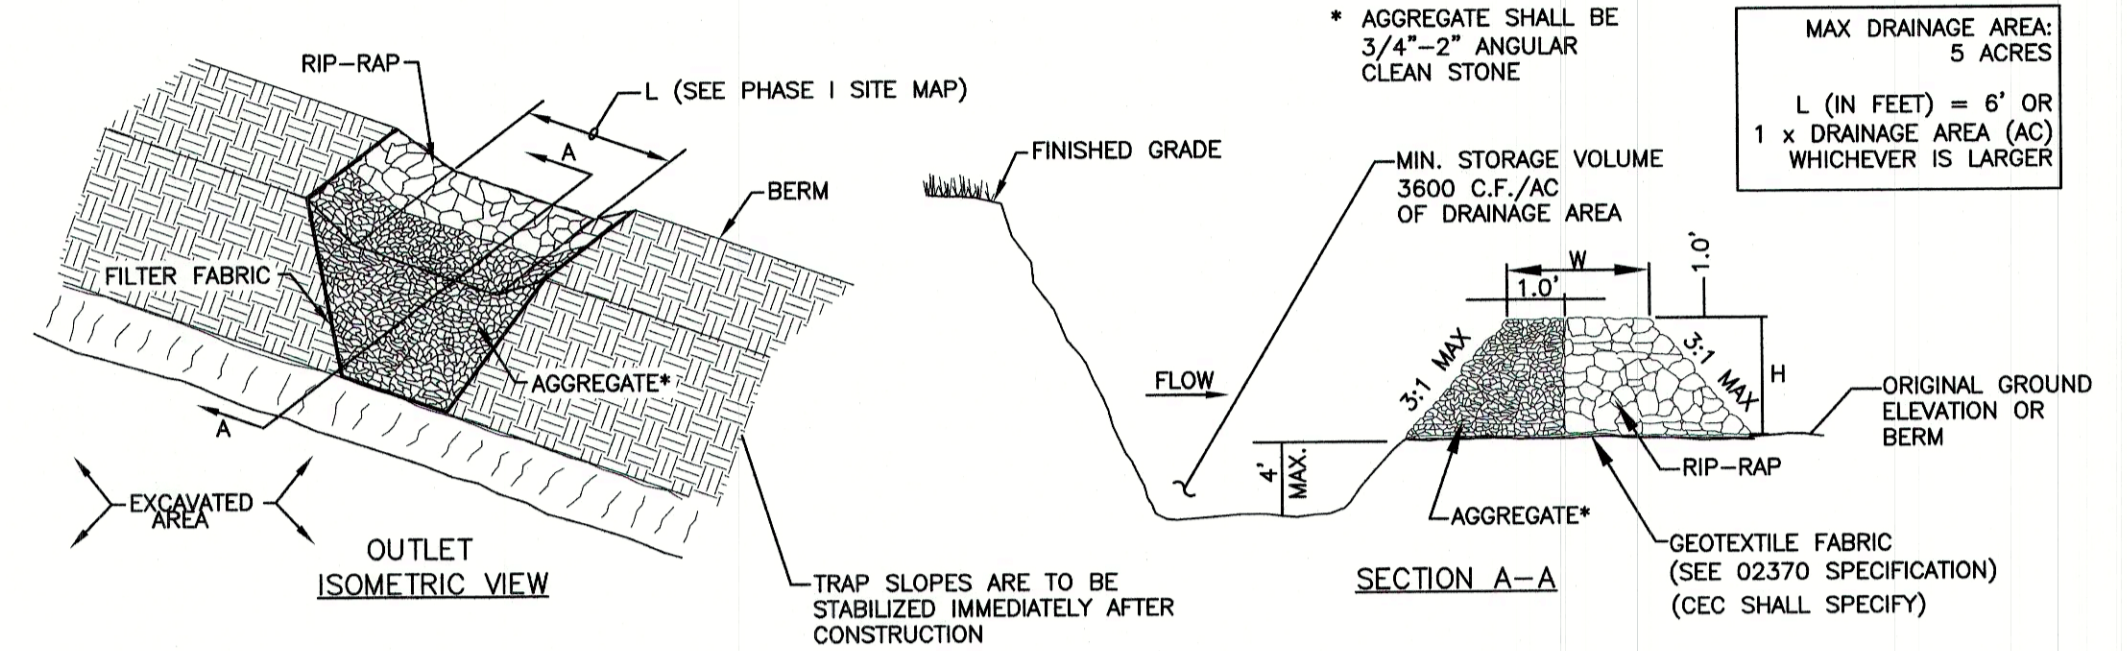 RIP-RAP
L (SEE PHASE I SITE MAP)
A
BERM
FILTER FABRIC
AGGREGATE*
A
EXCAVATED
AREA
OUTLET
ISOMETRIC VIEW
TRAP SLOPES ARE TO BE
STABILIZED IMMEDIATELY AFTER
CONSTRUCTION
FINISHED GRADE
* AGGREGATE SHALL BE
3/4"-2" ANGULAR
CLEAN STONE
MIN. STORAGE VOLUME
3600 C.F./AC
OF DRAINAGE AREA
MAX DRAINAGE AREA:
5 ACRES
L (IN FEET) = 6' OR
1 x DRAINAGE AREA (AC)
WHICHEVER IS LARGER
W
1.0'
1.0'
3:1 MAX
3:1 MAX
H
FLOW
4'
MAX.
ORIGINAL GROUND
ELEVATION OR
BERM
RIP-RAP
AGGREGATE*
GEOTEXTILE FABRIC
(SEE 02370 SPECIFICATION)
(CEC SHALL SPECIFY)
SECTION A-A